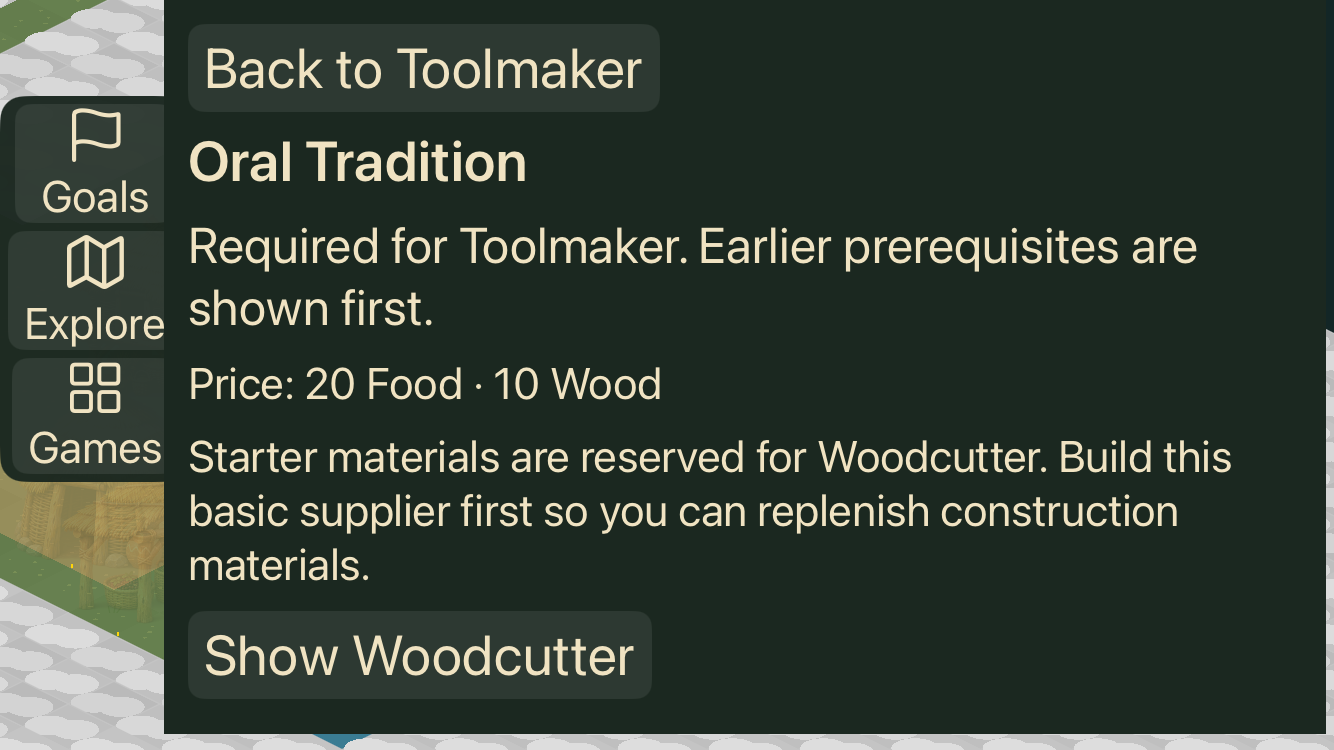 Back to Toolmaker
Oral Tradition
Goals
Required for Toolmaker. Earlier prerequisites are
shown first.
Explore
Price: 20 Food · 10 Wood
Games
Starter materials are reserved for Woodcutter. Build this
basic supplier first so you can replenish construction
materials.
Show Woodcutter